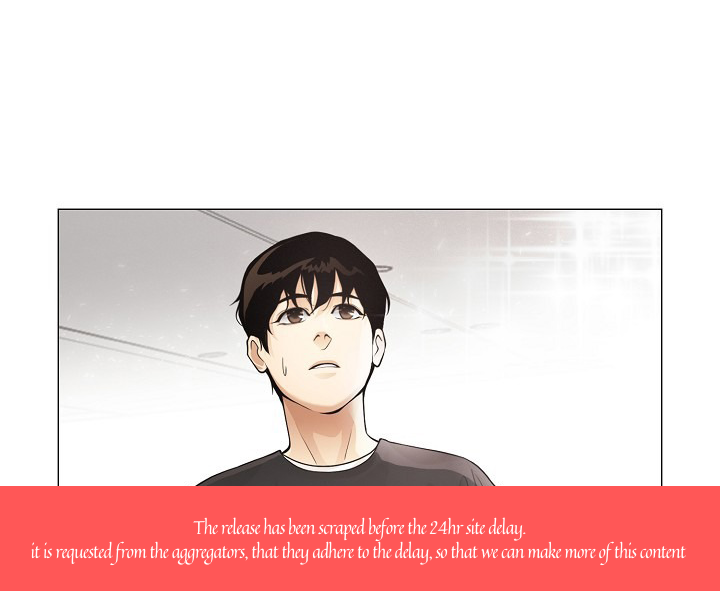 The release has been scraped before the 24hr site delay.
it is requested from the aggregators, that they adhere to the delay, so that we can make more of this content